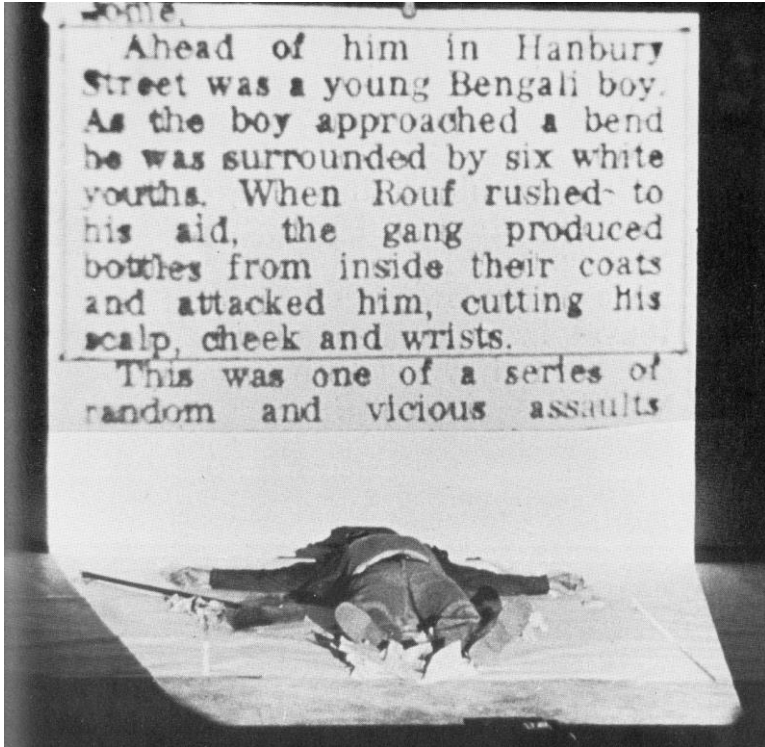 Ahead of him in Hanbury
Street was a young Bengali boy.
As the boy approached a bend
he was surrounded by six white
youths. When Rouf rushed to
his aid, the gang produced
bottles from inside their coats
and attacked him, cutting his
scalp, cheek and wrists.
This was one of a series of
random and vicious assaults